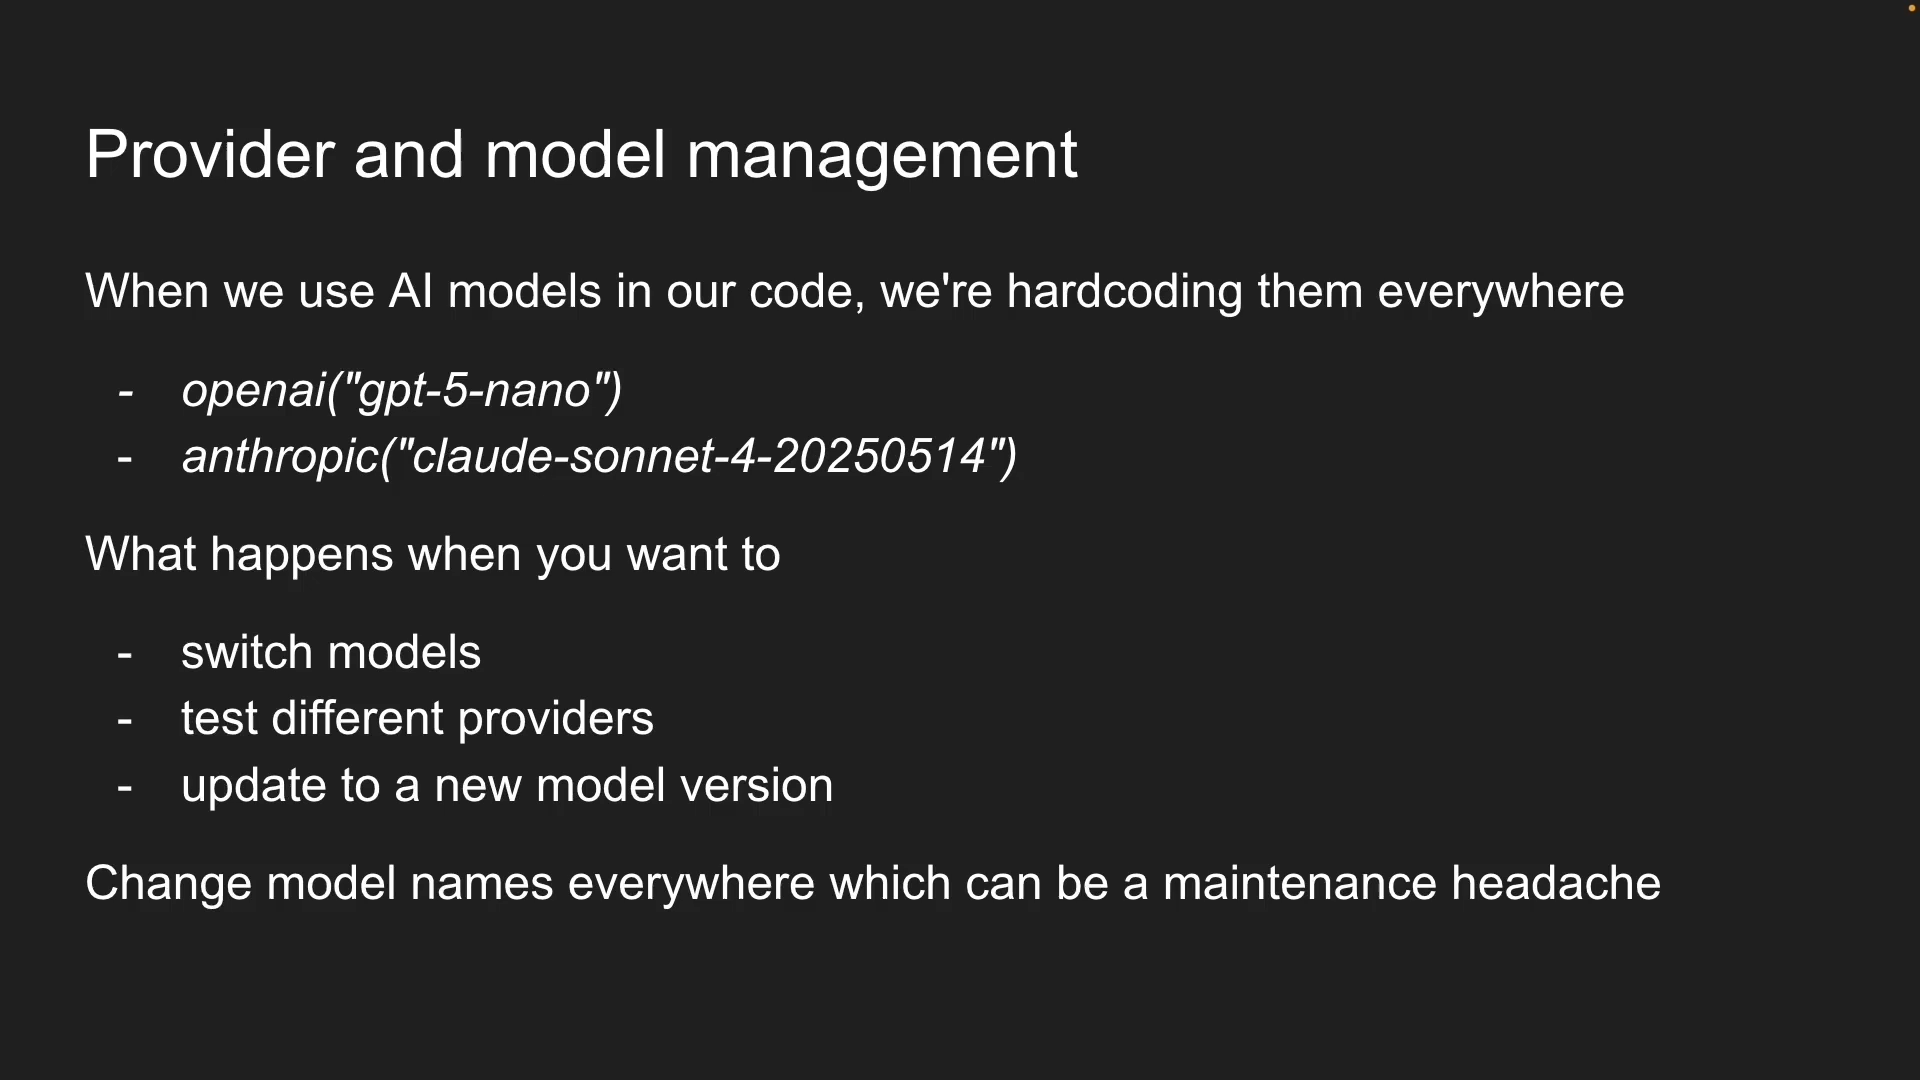 Provider and model management
When we use AI models in our code, we're hardcoding them everywhere
- openai("gpt-5-nano")
- anthropic("claude-sonnet-4-20250514")
What happens when you want to
- switch models
- test different providers
- update to a new model version
Change model names everywhere which can be a maintenance headache